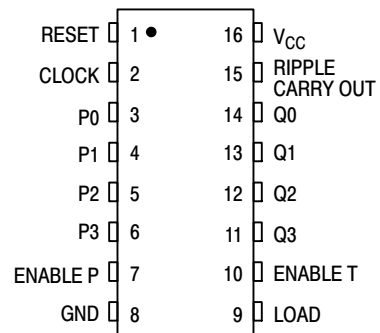 RESET 1 16 VCC
CLOCK 2 15 RIPPLE
CARRY OUT
P0 3 14 Q0
P1 4 13 Q1
P2 5 12 Q2
P3 6 11 Q3
ENABLE P 7 10 ENABLE T
GND 8 9 LOAD